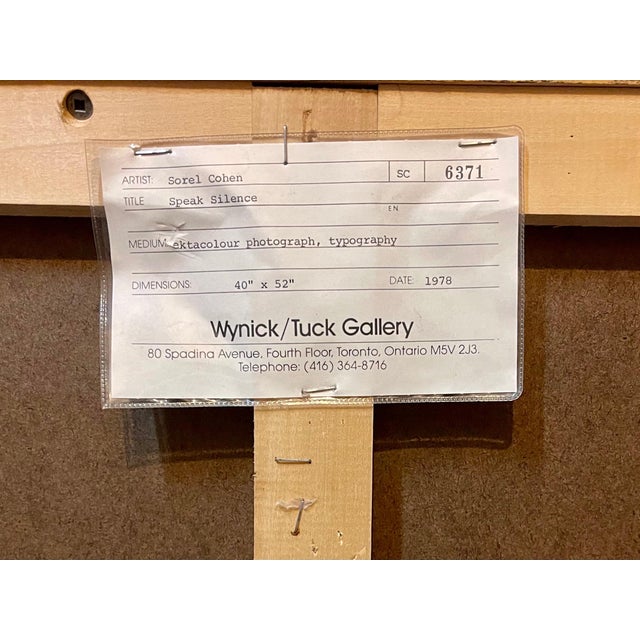 ARTIST: Sorel Cohen SC 6371
TITLE Speak Silence EN
MEDIUM ektacolour photograph, typography
DIMENSIONS: 40" x 52" DATE: 1978
Wynick/Tuck Gallery
80 Spadina Avenue, Fourth Floor, Toronto, Ontario M5V 2J3.
Telephone: (416) 364-8716